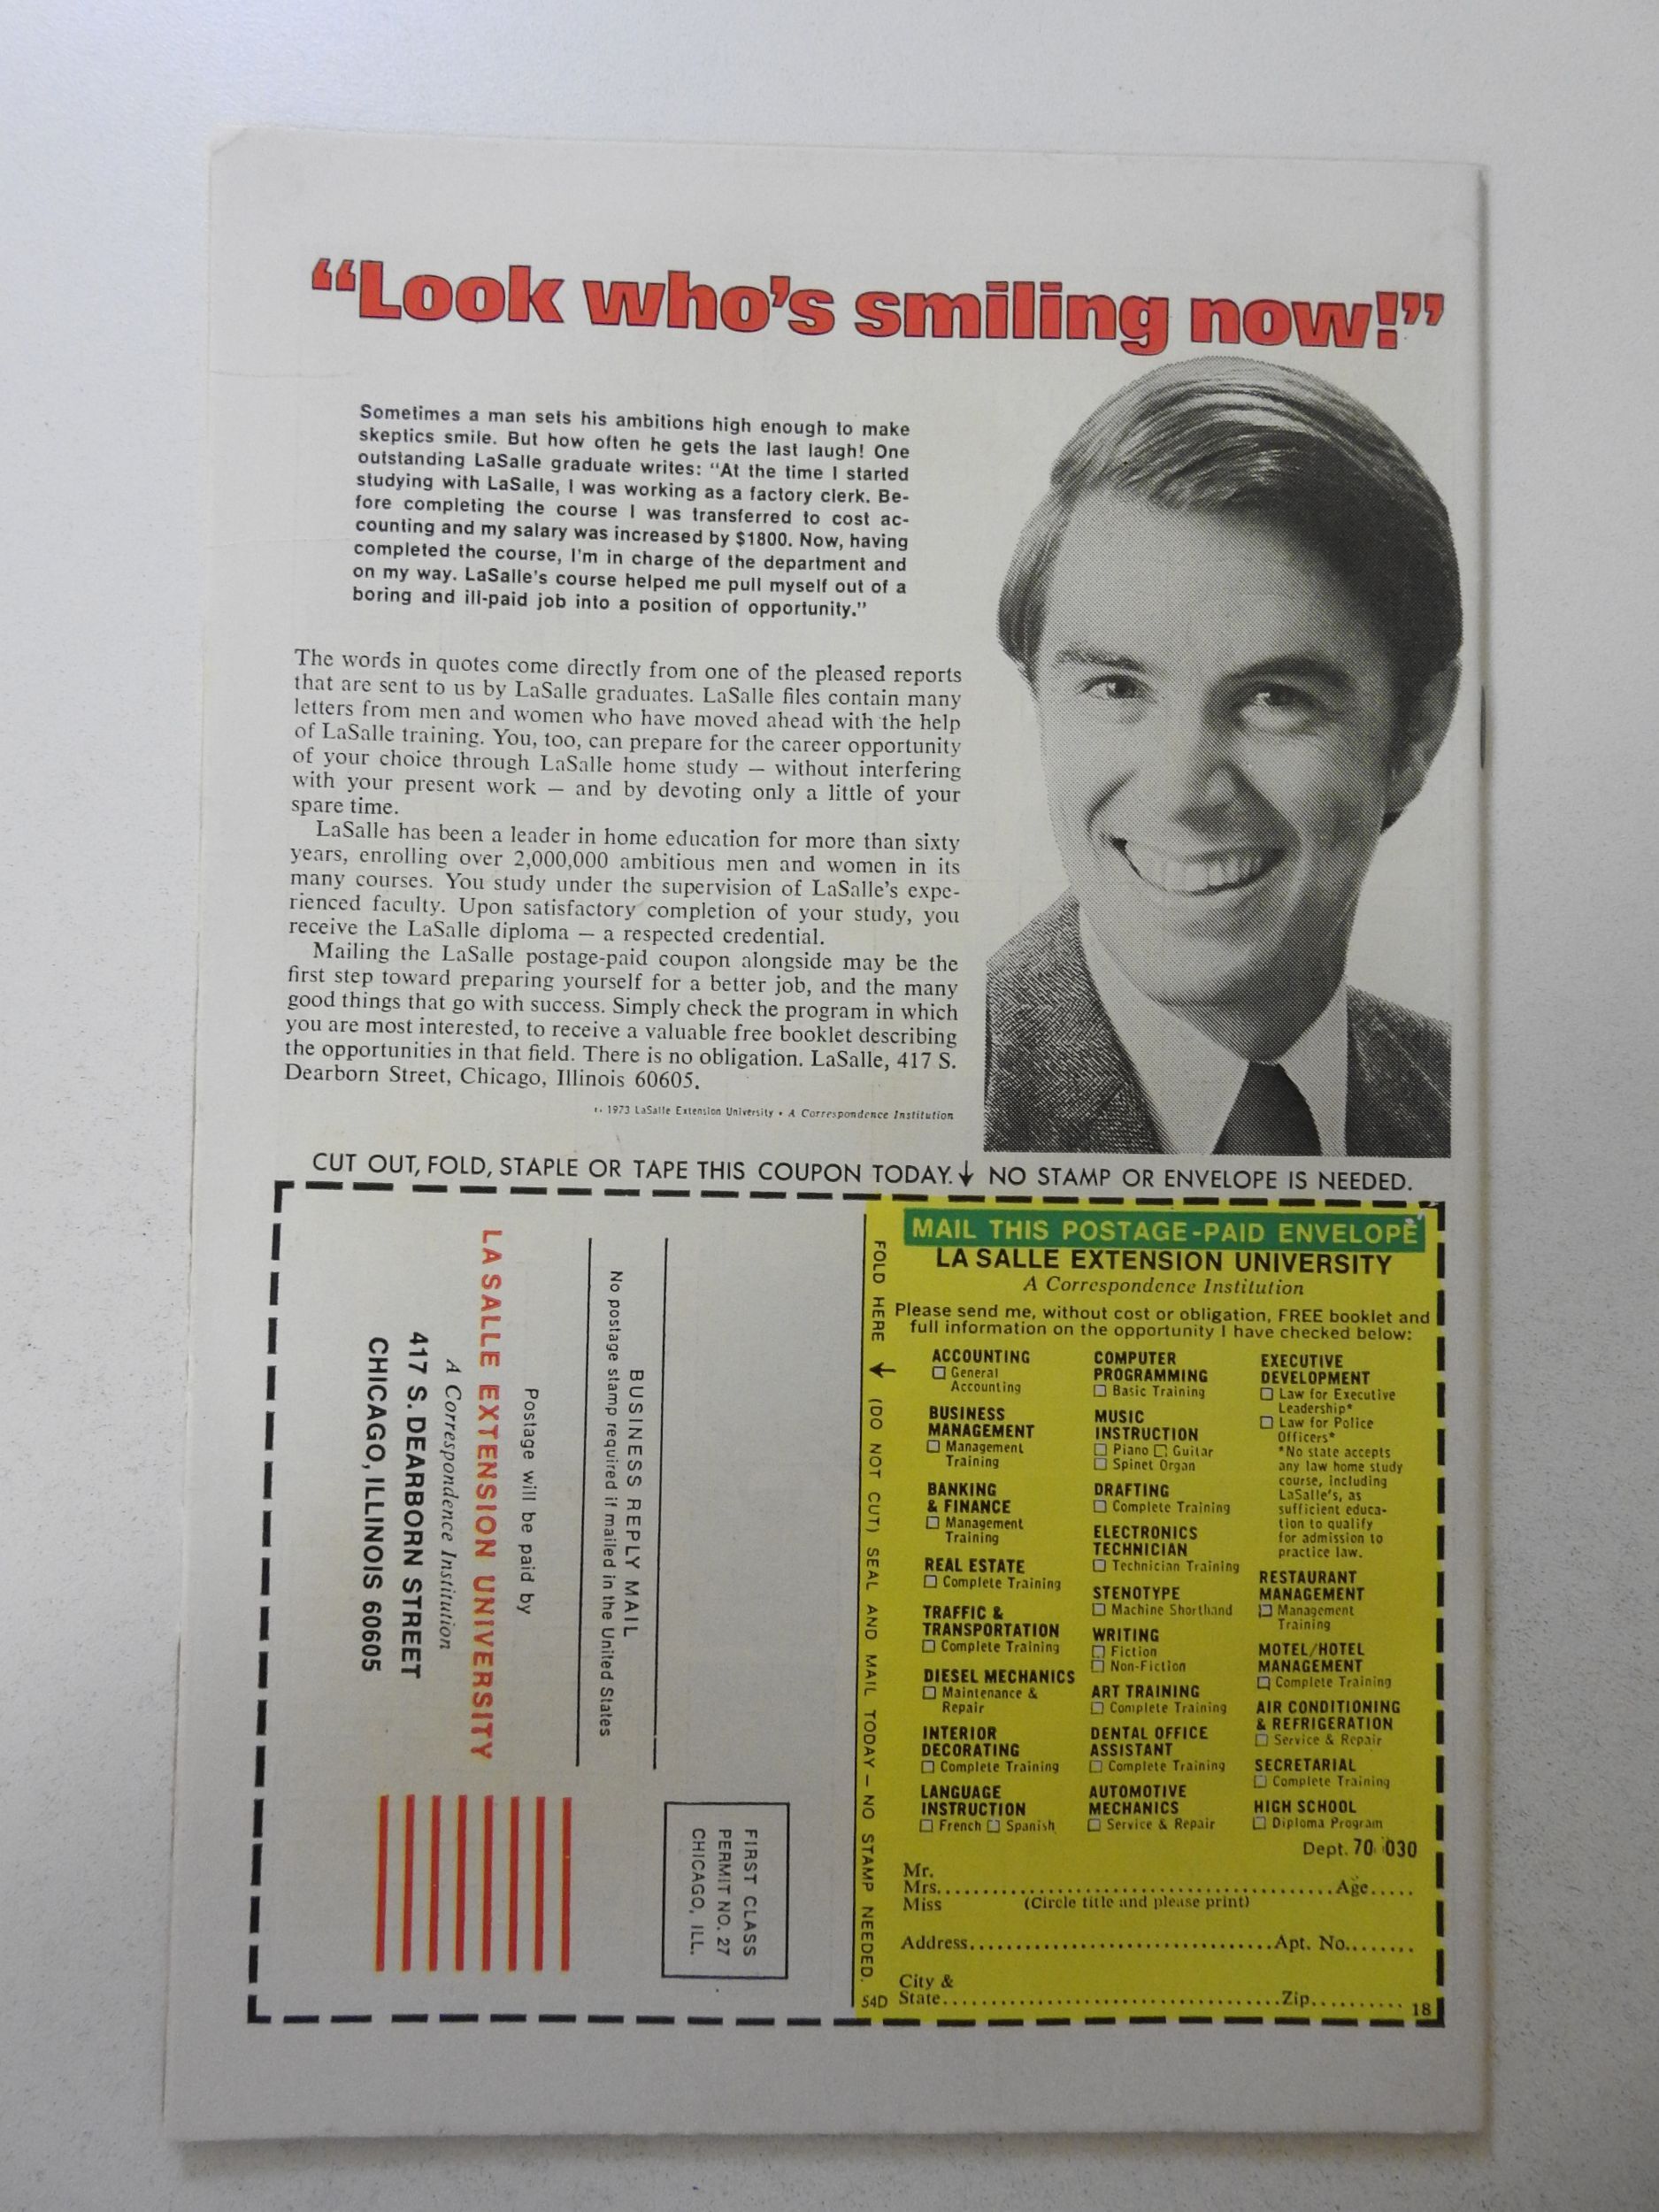 “Look who’s smiling now!”
Sometimes a man sets his ambitions high enough to make
skeptics smile. But how often he gets the last laugh! One
outstanding LaSalle graduate writes: “At the time I started
studying with LaSalle, I was working as a factory clerk. Be-
fore completing the course I was transferred to cost ac-
counting and my salary was increased by $1800. Now, having
completed the course, I’m in charge of the department and
on my way. LaSalle’s course helped me pull myself out of a
boring and ill-paid job into a position of opportunity.”
The words in quotes come directly from one of the pleased reports
that are sent to us by LaSalle graduates. LaSalle files contain many
letters from men and women who have moved ahead with the help
of LaSalle training. You, too, can prepare for the career opportunity
of your choice through LaSalle home study — without interfering
with your present work — and by devoting only a little of your
spare time.
LaSalle has been a leader in home education for more than sixty
years, enrolling over 2,000,000 ambitious men and women in its
many courses. You study under the supervision of LaSalle’s expe-
rienced faculty. Upon satisfactory completion of your study, you
receive the LaSalle diploma — a respected credential.
Mailing the LaSalle postage-paid coupon alongside may be the
first step toward preparing yourself for a better job, and the many
good things that go with success. Simply check the program in which
you are most interested, to receive a valuable free booklet describing
the opportunities in that field. There is no obligation. LaSalle, 417 S.
Dearborn Street, Chicago, Illinois 60605.
1973 LaSalle Extension University • A Correspondence Institution
CUT OUT, FOLD, STAPLE OR TAPE THIS COUPON TODAY.↓ NO STAMP OR ENVELOPE IS NEEDED.
FIRST CLASS
PERMIT NO. 27
CHICAGO, ILL.
BUSINESS REPLY MAIL
No postage stamp required if mailed in the United States
Postage will be paid by
LA SALLE EXTENSION UNIVERSITY
A Correspondence Institution
417 S. DEARBORN STREET
CHICAGO, ILLINOIS 60605
FOLD HERE → (DO NOT CUT) SEAL AND MAIL TODAY — NO STAMP NEEDED.
54D
MAIL THIS POSTAGE-PAID ENVELOPE
LA SALLE EXTENSION UNIVERSITY
A Correspondence Institution
Please send me, without cost or obligation, FREE booklet and
full information on the opportunity I have checked below:
ACCOUNTING
☐ General
Accounting
BUSINESS
MANAGEMENT
☐ Management
Training
BANKING
& FINANCE
☐ Management
Training
REAL ESTATE
☐ Complete Training
TRAFFIC &
TRANSPORTATION
☐ Complete Training
DIESEL MECHANICS
☐ Maintenance &
Repair
INTERIOR
DECORATING
☐ Complete Training
LANGUAGE
INSTRUCTION
☐ French ☐ Spanish
COMPUTER
PROGRAMMING
☐ Basic Training
MUSIC
INSTRUCTION
☐ Piano ☐ Guitar
☐ Spinet Organ
DRAFTING
☐ Complete Training
ELECTRONICS
TECHNICIAN
☐ Technician Training
STENOTYPE
☐ Machine Shorthand
WRITING
☐ Fiction
☐ Non-Fiction
ART TRAINING
☐ Complete Training
DENTAL OFFICE
ASSISTANT
☐ Complete Training
AUTOMOTIVE
MECHANICS
☐ Service & Repair
EXECUTIVE
DEVELOPMENT
☐ Law for Executive
Leadership*
☐ Law for Police
Officers*
*No state accepts
any law home study
course, including
LaSalle’s, as
sufficient educa-
tion to qualify
for admission to
practice law.
RESTAURANT
MANAGEMENT
☐ Management
Training
MOTEL/HOTEL
MANAGEMENT
☐ Complete Training
AIR CONDITIONING
& REFRIGERATION
☐ Service & Repair
SECRETARIAL
☐ Complete Training
HIGH SCHOOL
☐ Diploma Program
Dept. 70 030
Mr.
Mrs. Age
Miss (Circle title and please print)
Address Apt. No.
City &
State Zip 18